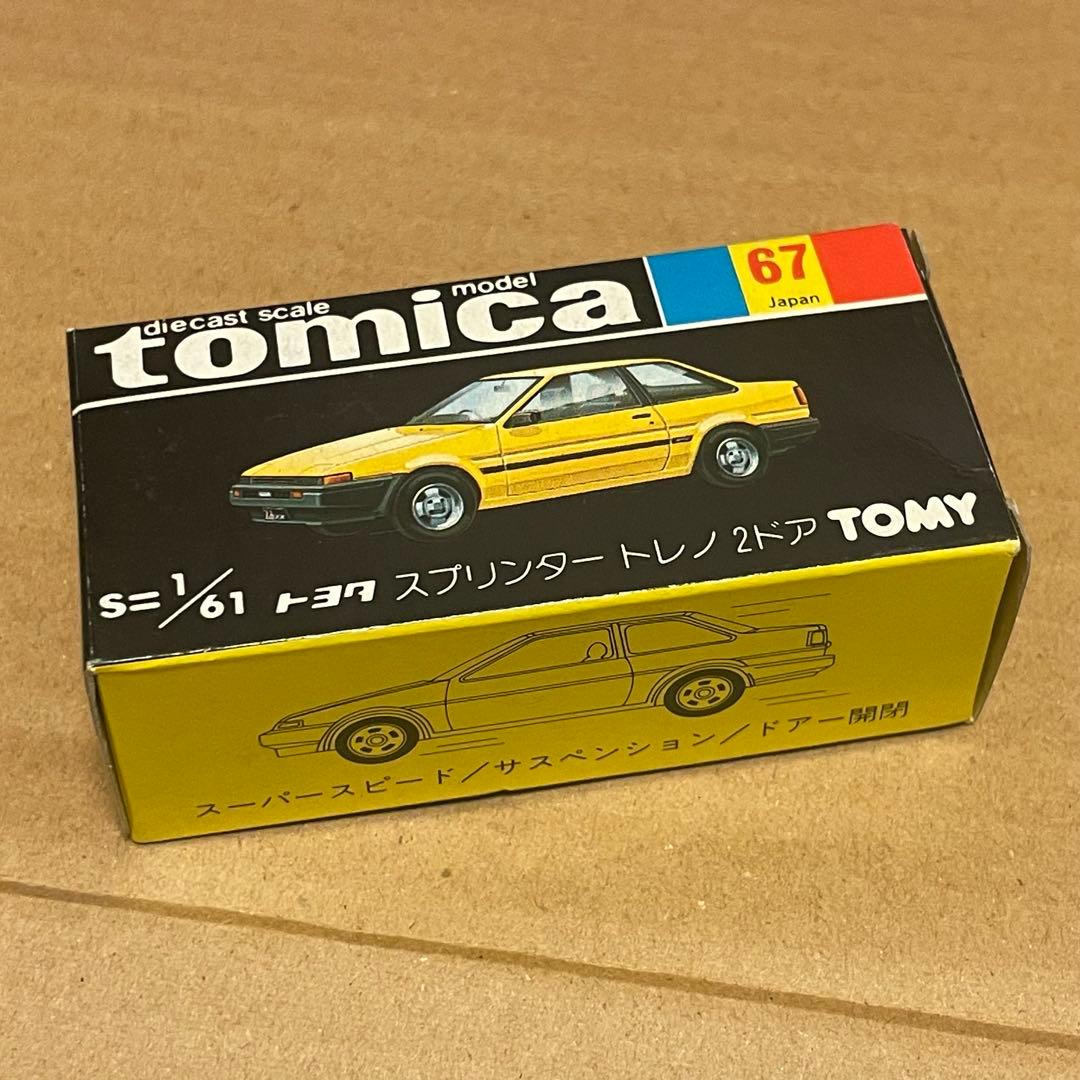 diecast scale model
tomica
67
Japan
S=1/61 トヨタ スプリンター トレノ 2ドア TOMY
スーパースピード/サスペンション/ドアー開閉